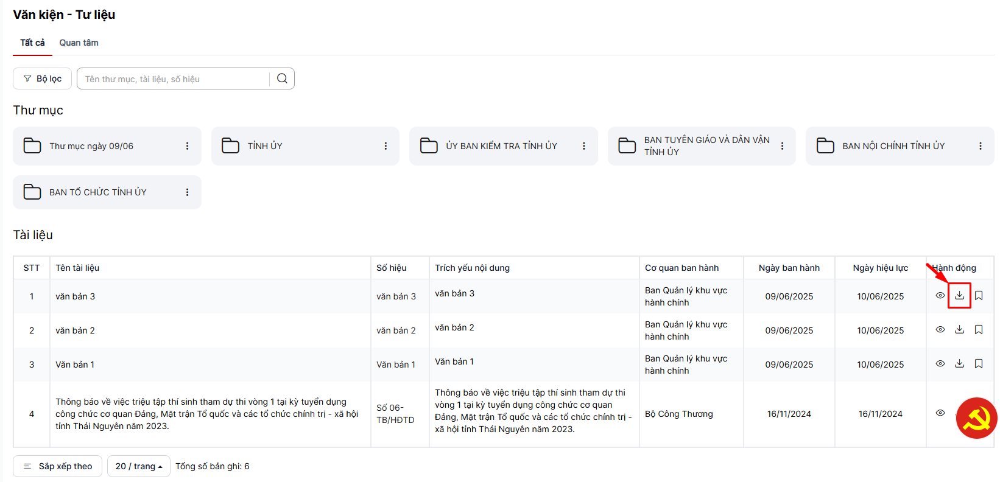 Văn kiện - Tư liệu
Tất cả
Quan tâm
Bộ lọc
Tên thư mục, tài liệu, số hiệu
Thư mục
Thư mục ngày 09/06
TỈNH ỦY
ỦY BAN KIỂM TRA TỈNH ỦY
BAN TUYÊN GIÁO VÀ DÂN VẬN
TỈNH ỦY
BAN NỘI CHÍNH TỈNH ỦY
BAN TỔ CHỨC TỈNH ỦY
Tài liệu
STT
Tên tài liệu
Số hiệu
Trích yếu nội dung
Cơ quan ban hành
Ngày ban hành
Ngày hiệu lực
Hành động
1
văn bản 3
văn bản 3
văn bản 3
Ban Quản lý khu vực
hành chính
09/06/2025
10/06/2025
2
văn bản 2
văn bản 2
văn bản 2
Ban Quản lý khu vực
hành chính
09/06/2025
10/06/2025
3
Văn bản 1
Văn bản 1
Văn bản 1
Ban Quản lý khu vực
hành chính
09/06/2025
10/06/2025
4
Thông báo về việc triệu tập thí sinh tham dự thi vòng 1 tại kỳ tuyển dụng
công chức cơ quan Đảng, Mặt trận Tổ quốc và các tổ chức chính trị - xã hội
tỉnh Thái Nguyên năm 2023.
Số 06-
TB/HĐTD
Thông báo về việc triệu tập thí sinh tham dự thi
vòng 1 tại kỳ tuyển dụng công chức cơ quan
Đảng, Mặt trận Tổ quốc và các tổ chức chính trị -
xã hội tỉnh Thái Nguyên năm 2023.
Bộ Công Thương
16/11/2024
16/11/2024
Sắp xếp theo
20 / trang
Tổng số bản ghi: 6